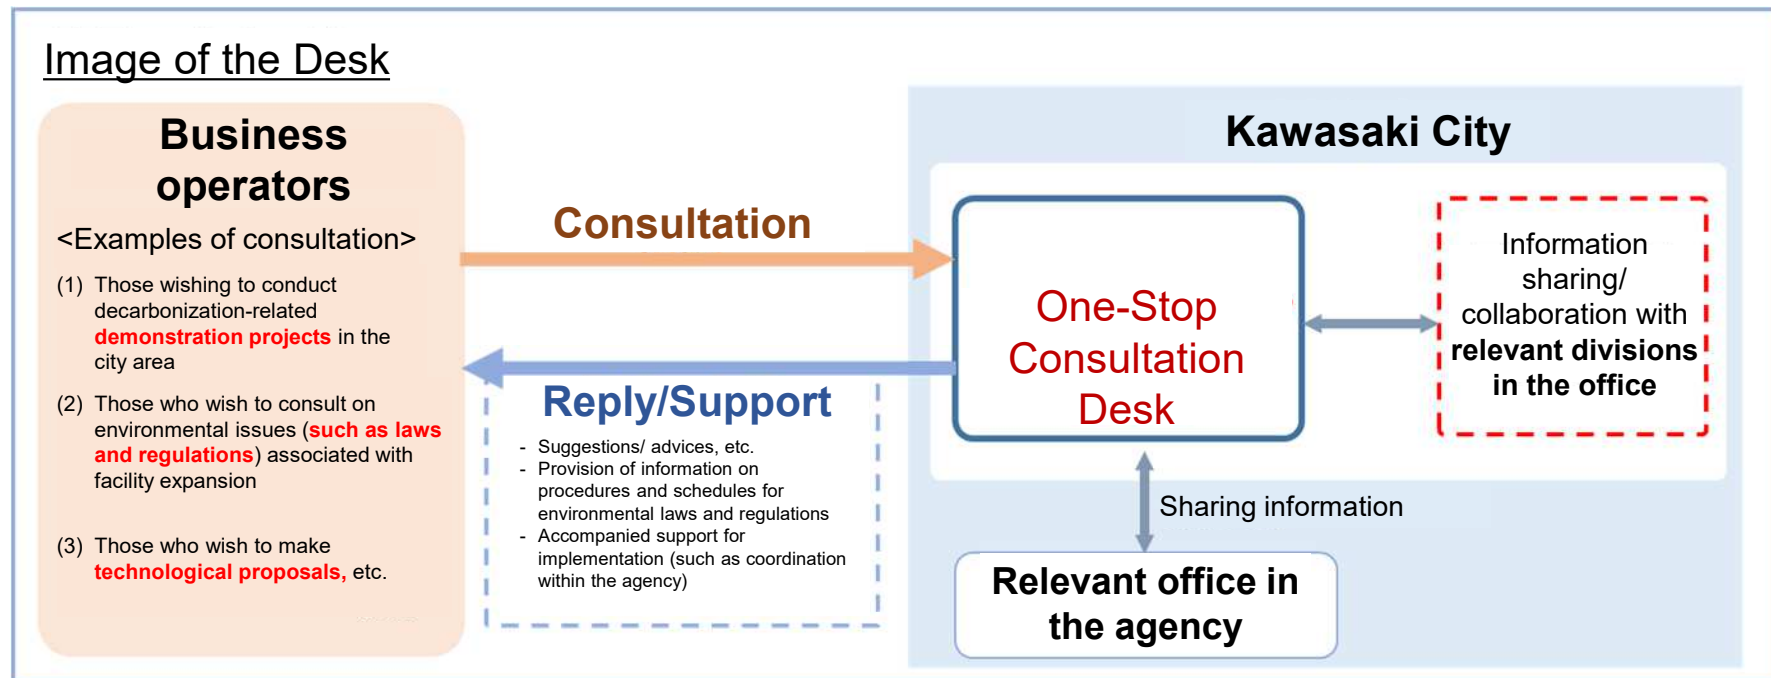 Image of the Desk
Business
operators
<Examples of consultation>
(1) Those wishing to conduct
decarbonization-related
demonstration projects in the
city area
(2) Those who wish to consult on
environmental issues (such as laws
and regulations) associated with
facility expansion
(3) Those who wish to make
technological proposals, etc.
Consultation
Reply/Support
- Suggestions/ advices, etc.
- Provision of information on
procedures and schedules for
environmental laws and regulations
- Accompanied support for
implementation (such as coordination
within the agency)
Kawasaki City
One-Stop
Consultation
Desk
Information
sharing/
collaboration with
relevant divisions
in the office
Sharing information
Relevant office in
the agency